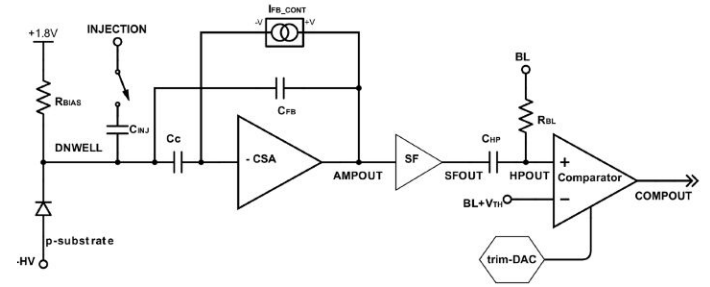 IFB_CONT
-V
+V
+1.8V
INJECTION
RBIAS
CINJ
CFB
BL
RBL
DNWELL
Cc
- CSA
AMPOUT
SF
SFOUT
CHP
HPOUT
+
Comparator
-
COMPOUT
BL+VTH
p-substrate
-HV
trim-DAC